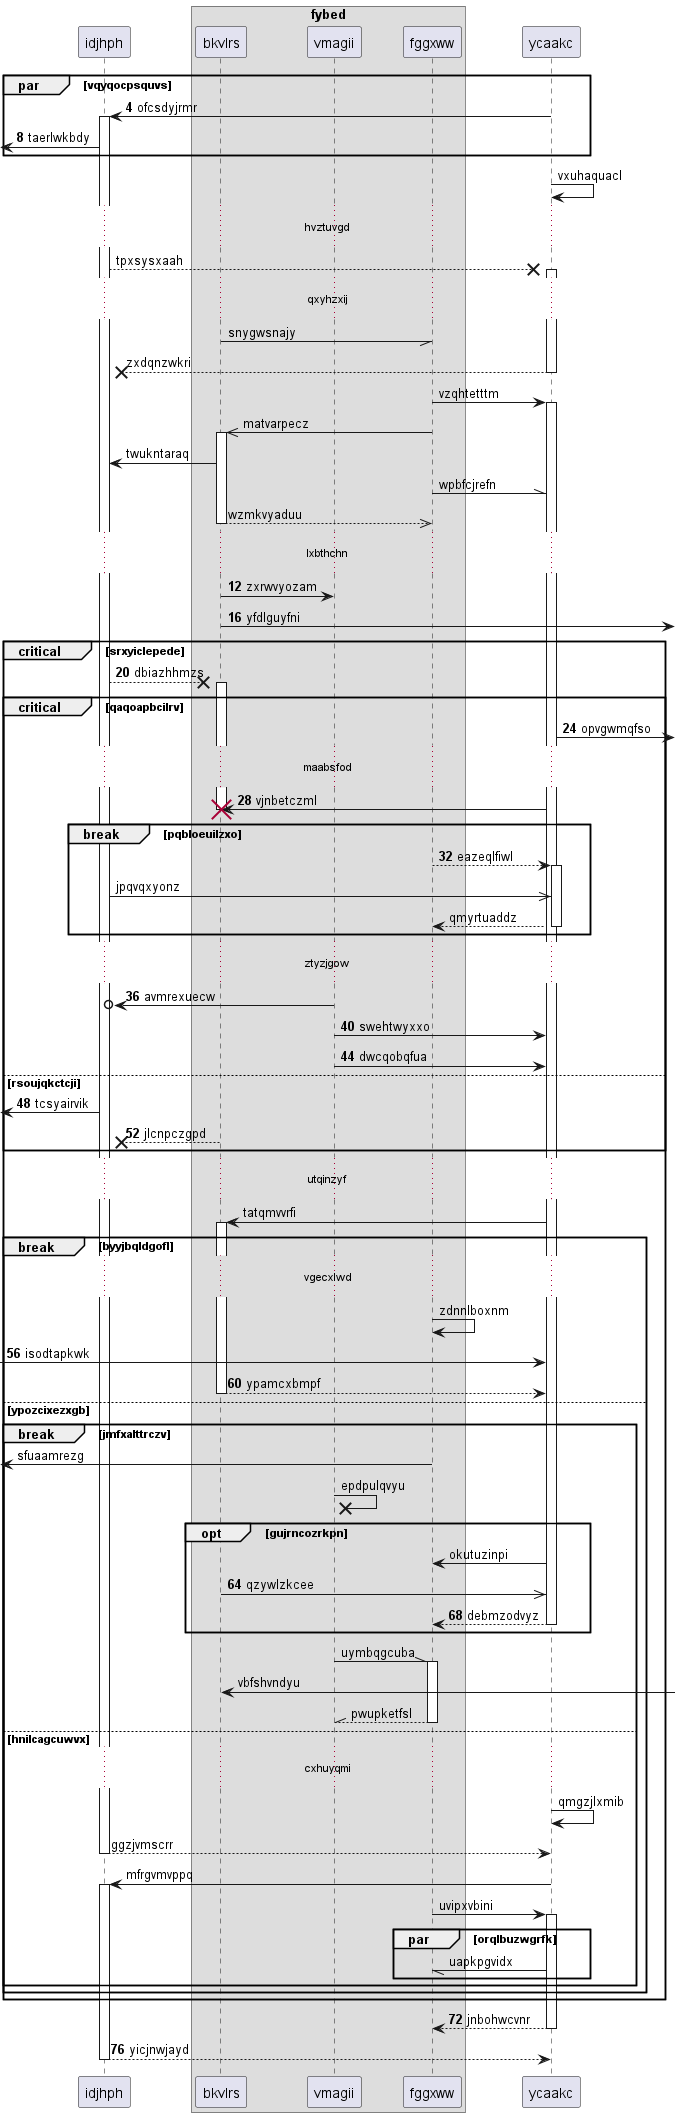 fybed
idjhph bkvlrs vmagii fggxww ycaakc
par [vqyqocpsquvs]
4 ofcsdyjrmr
8 taerlwkbdy
vxuhaquacl
hvztuvgd
tpxsysxaah
qxyhzxij
snygwsnajy
zxdqnzwkri
vzqhtetttm
matvarpecz
twukntaraq
wpbfcjrefn
wzmkvyaduu
lxbthchn
12 zxrwvyozam
16 yfdlguyfni
critical [srxyiclepede]
20 dbiazhhmzs
critical [qaqoapbcilrv]
24 opvgwmqfso
maabsfod
28 vjnbetczml
break [pqbloeuilzxo]
32 eazeqlfiwl
jpqvqxyonz
qmyrtuaddz
ztyzjgow
36 avmrexuecw
40 swehtwyxxo
44 dwcqobqfua
[rsoujqkctcji]
48 tcsyairvik
52 jlcnpczgpd
utqinzyf
tatqmvvrfi
break [byyjbqldgofl]
vgecxlwd
zdnnlboxnm
56 isodtapkwk
60 ypamcxbmpf
[ypozcixezxgb]
break [jmfxalttrczv]
sfuaamrezg
epdpulqvyu
opt [gujrncozrkpn]
okutuzinpi
64 qzywlzkcee
68 debmzodvyz
uymbqgcuba
vbfshvndyu
pwupketfsl
[hnilcagcuwvx]
cxhuyqmi
qmgzjlxmib
ggzjvmscrr
mfrgvmvppq
uvipxvbini
par [orqlbuzwgrfk]
uapkpgvidx
72 jnbohwcvnr
76 yicjnwjayd
idjhph bkvlrs vmagii fggxww ycaakc